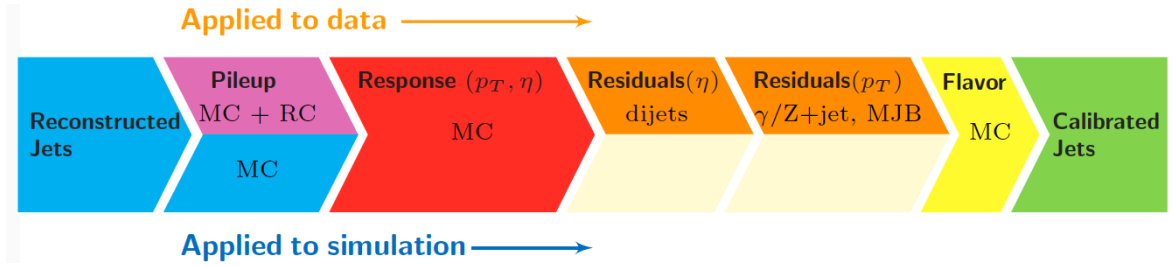 Applied to data
Reconstructed
Jets
Pileup
MC + RC
MC
Response (p_T, η)
MC
Residuals(η)
dijets
Residuals(p_T)
γ/Z+jet, MJB
Flavor
MC
Calibrated
Jets
Applied to simulation